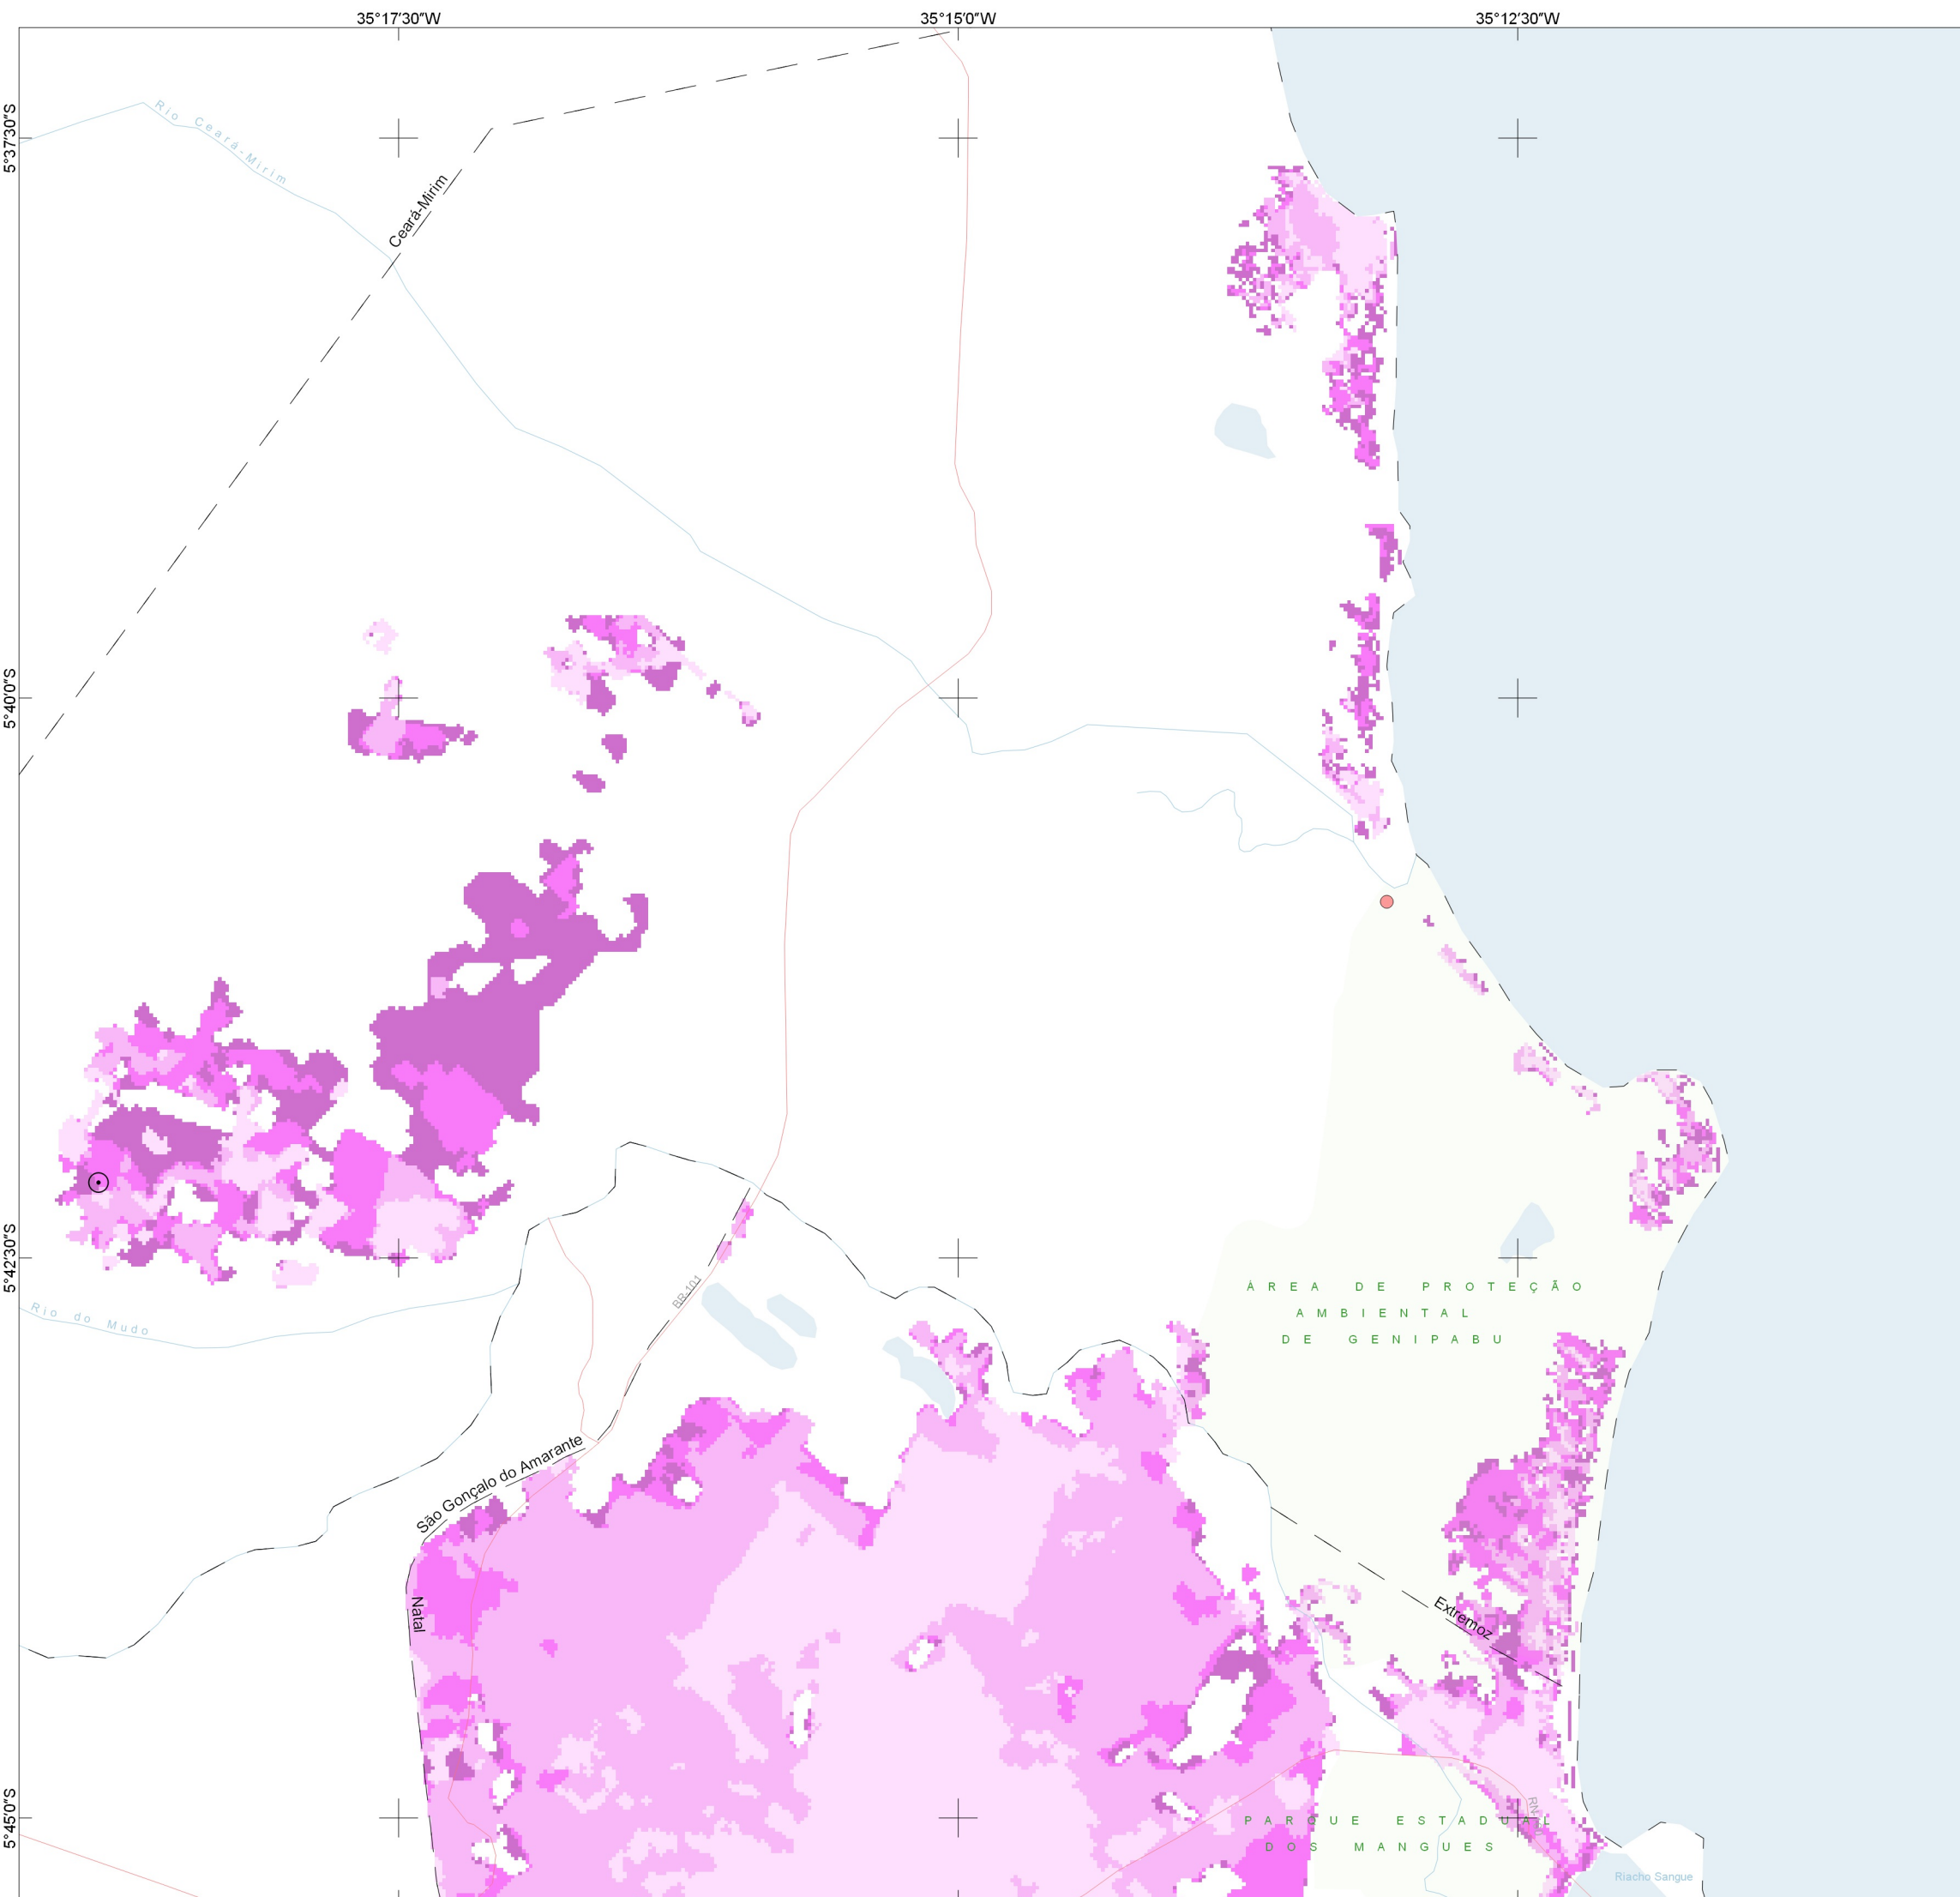 35°17'30"W
35°15'0"W
35°12'30"W
5°37'30"S
Rio Ceará-Mirim
Ceará-Mirim
5°40'0"S
5°42'30"S
ÁREA DE PROTEÇÃO
AMBIENTAL
DE GENIPABU
BR-101
Rio do Mudo
São Gonçalo do Amarante
Natal
Extremoz
5°45'0"S
RN-
PARQUE ESTADUAL
DOS MANGUES
Riacho Sangue